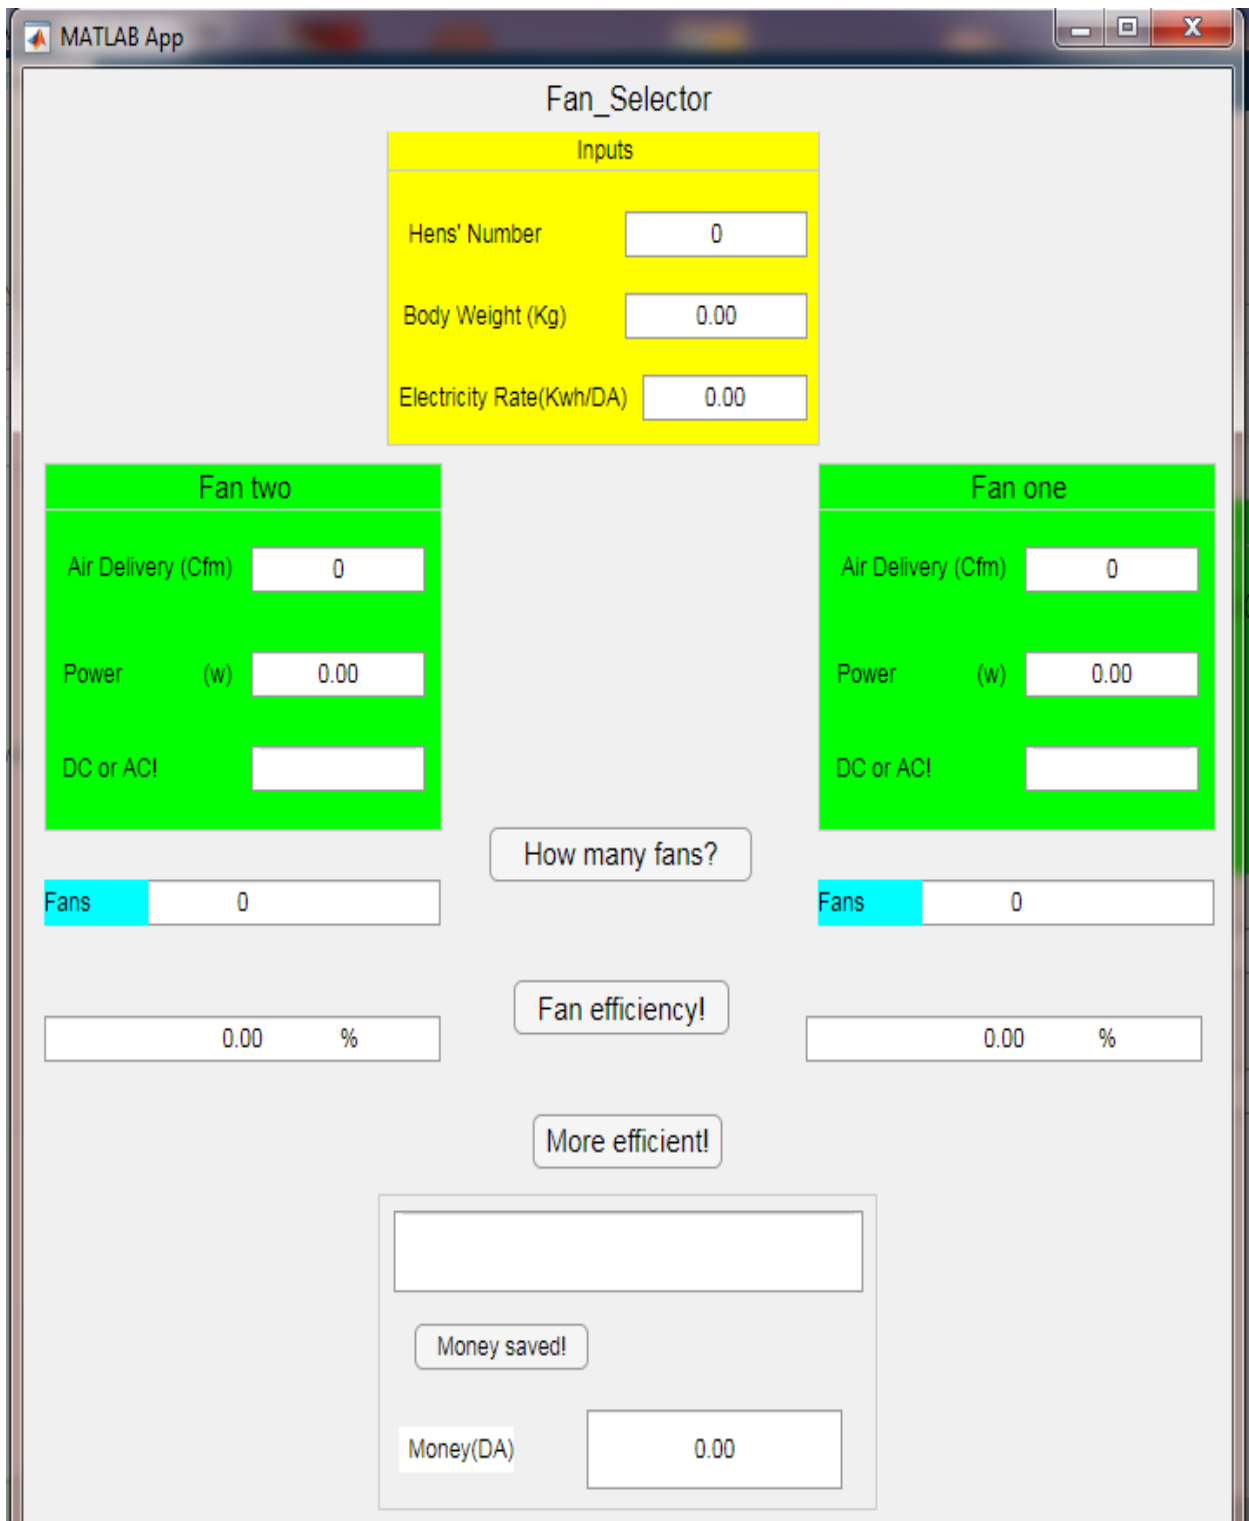 MATLAB App
X
Fan_Selector
Inputs
Hens' Number 0
Body Weight (Kg) 0.00
Electricity Rate(Kwh/DA) 0.00
Fan two
Air Delivery (Cfm) 0
Power (w) 0.00
DC or AC!
Fan one
Air Delivery (Cfm) 0
Power (w) 0.00
DC or AC!
How many fans?
Fans 0
Fans 0
Fan efficiency!
0.00 %
0.00 %
More efficient!
Money saved!
Money(DA) 0.00